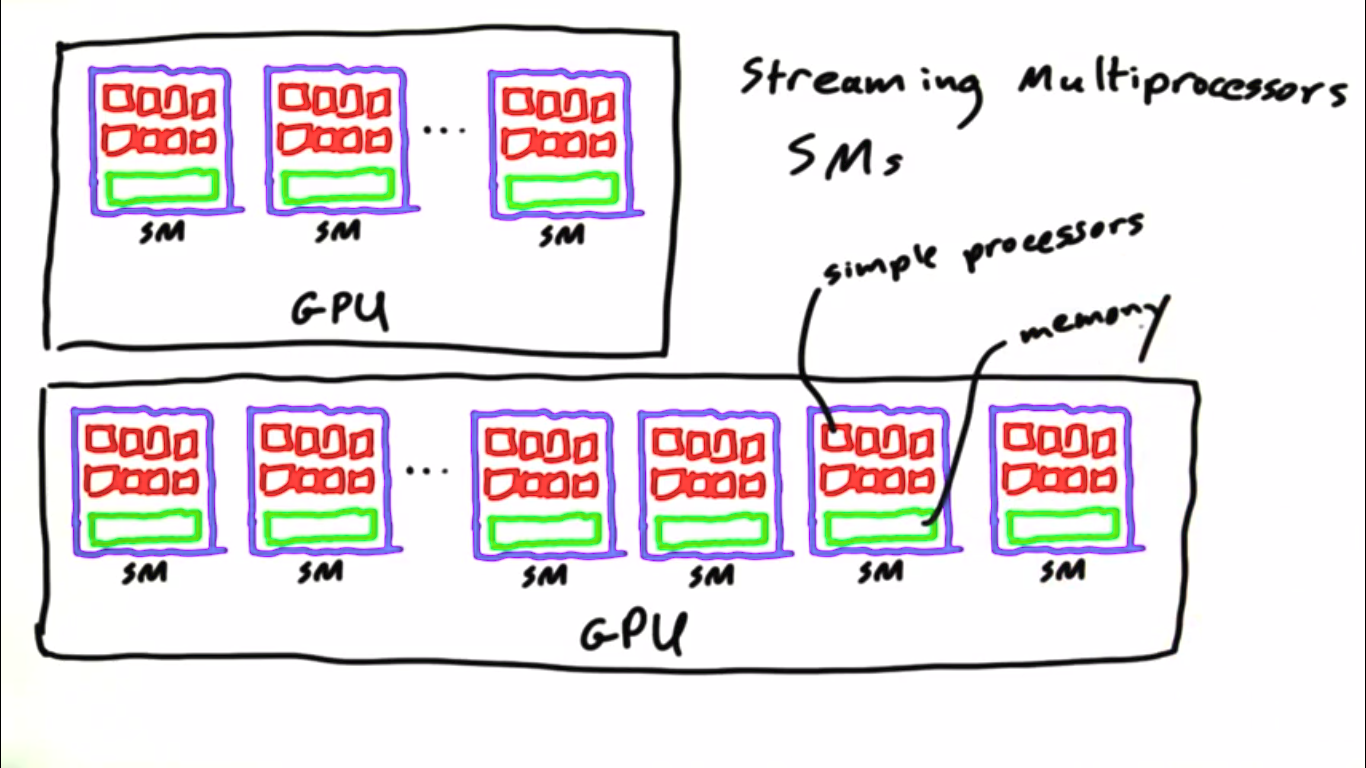 Streaming Multiprocessors
SMs
SM SM ... SM
GPU
simple processors
memory
SM SM ... SM SM SM SM
GPU